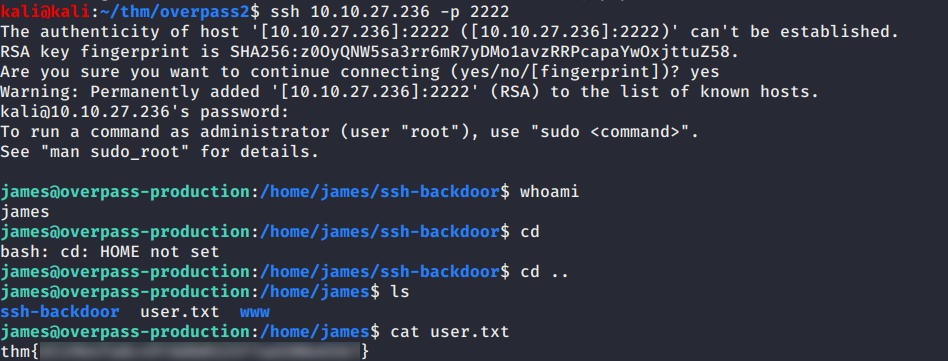 kali@kali:~/thm/overpass2$ ssh 10.10.27.236 -p 2222
The authenticity of host '[10.10.27.236]:2222 ([10.10.27.236]:2222)' can't be established.
RSA key fingerprint is SHA256:z0OyQNW5sa3rr6mR7yDMo1avzRRPcapaYwOxjttuZ58.
Are you sure you want to continue connecting (yes/no/[fingerprint])? yes
Warning: Permanently added '[10.10.27.236]:2222' (RSA) to the list of known hosts.
kali@10.10.27.236's password:
To run a command as administrator (user "root"), use "sudo <command>".
See "man sudo_root" for details.
james@overpass-production:/home/james/ssh-backdoor$ whoami
james
james@overpass-production:/home/james/ssh-backdoor$ cd
bash: cd: HOME not set
james@overpass-production:/home/james/ssh-backdoor$ cd ..
james@overpass-production:/home/james$ ls
ssh-backdoor user.txt www
james@overpass-production:/home/james$ cat user.txt
thm{ }